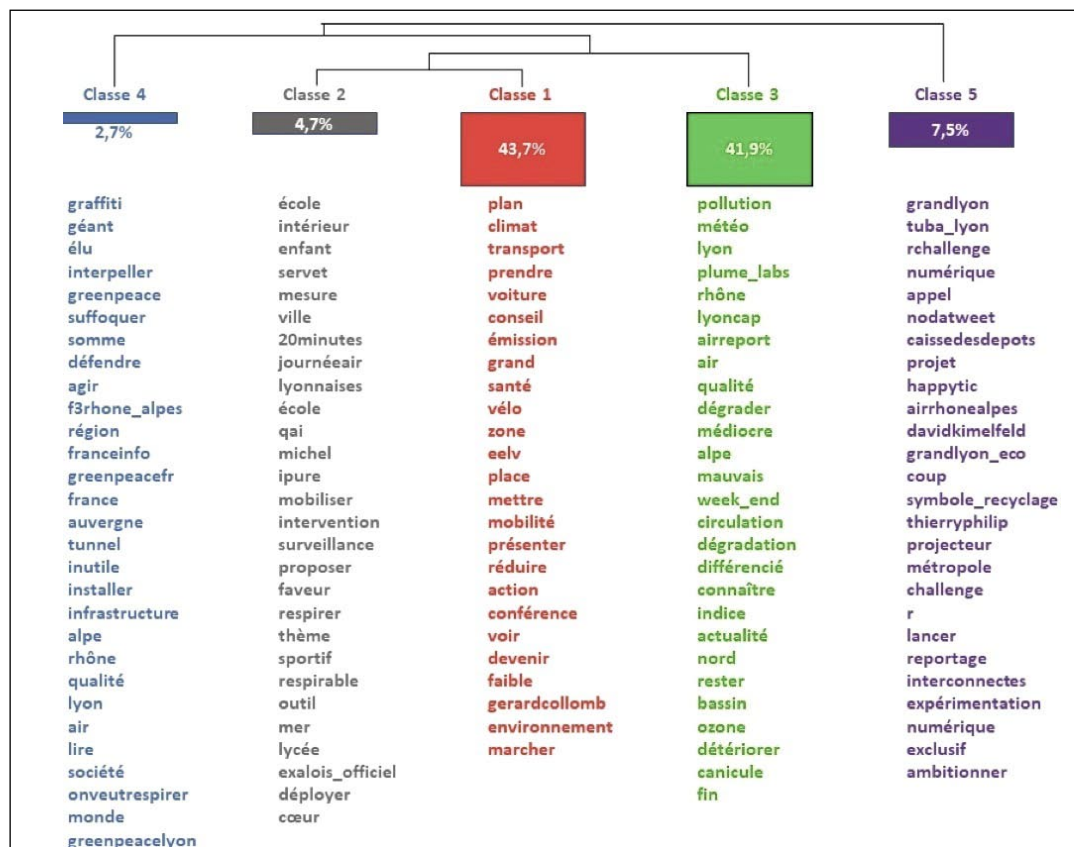 Classe 4
2,7%
graffiti
géant
élu
interpeller
greenpeace
suffoquer
somme
défendre
agir
f3rhone_alpes
région
franceinfo
greenpeacefr
france
auvergne
tunnel
inutile
installer
infrastructure
alpe
rhône
qualité
lyon
air
lire
société
onveutrespirer
monde
greenpeacelyon
Classe 2
4,7%
école
intérieur
enfant
servet
mesure
ville
20minutes
journéeair
lyonnaises
école
qai
michel
ipure
mobiliser
intervention
surveillance
proposer
faveur
respirer
thème
sportif
respirable
outil
mer
lycée
exalois_officiel
déployer
cœur
Classe 1
43,7%
plan
climat
transport
prendre
voiture
conseil
émission
grand
santé
vélo
zone
eelv
place
mettre
mobilité
présenter
réduire
action
conférence
voir
devenir
faible
gerardcollomb
environnement
marcher
Classe 3
41,9%
pollution
météo
lyon
plume_labs
rhône
lyoncap
airreport
air
qualité
dégrader
médiocre
alpe
mauvais
week_end
circulation
dégradation
différencié
connaître
indice
actualité
nord
rester
bassin
ozone
détériorer
canicule
fin
Classe 5
7,5%
grandlyon
tuba_lyon
rchallenge
numérique
appel
nodatweet
caissedesdepots
projet
happytic
airrhonealpes
davidkimelfeld
grandlyon_eco
coup
symbole_recyclage
thierryphilip
projecteur
métropole
challenge
r
lancer
reportage
interconnectes
expérimentation
numérique
exclusif
ambitionner